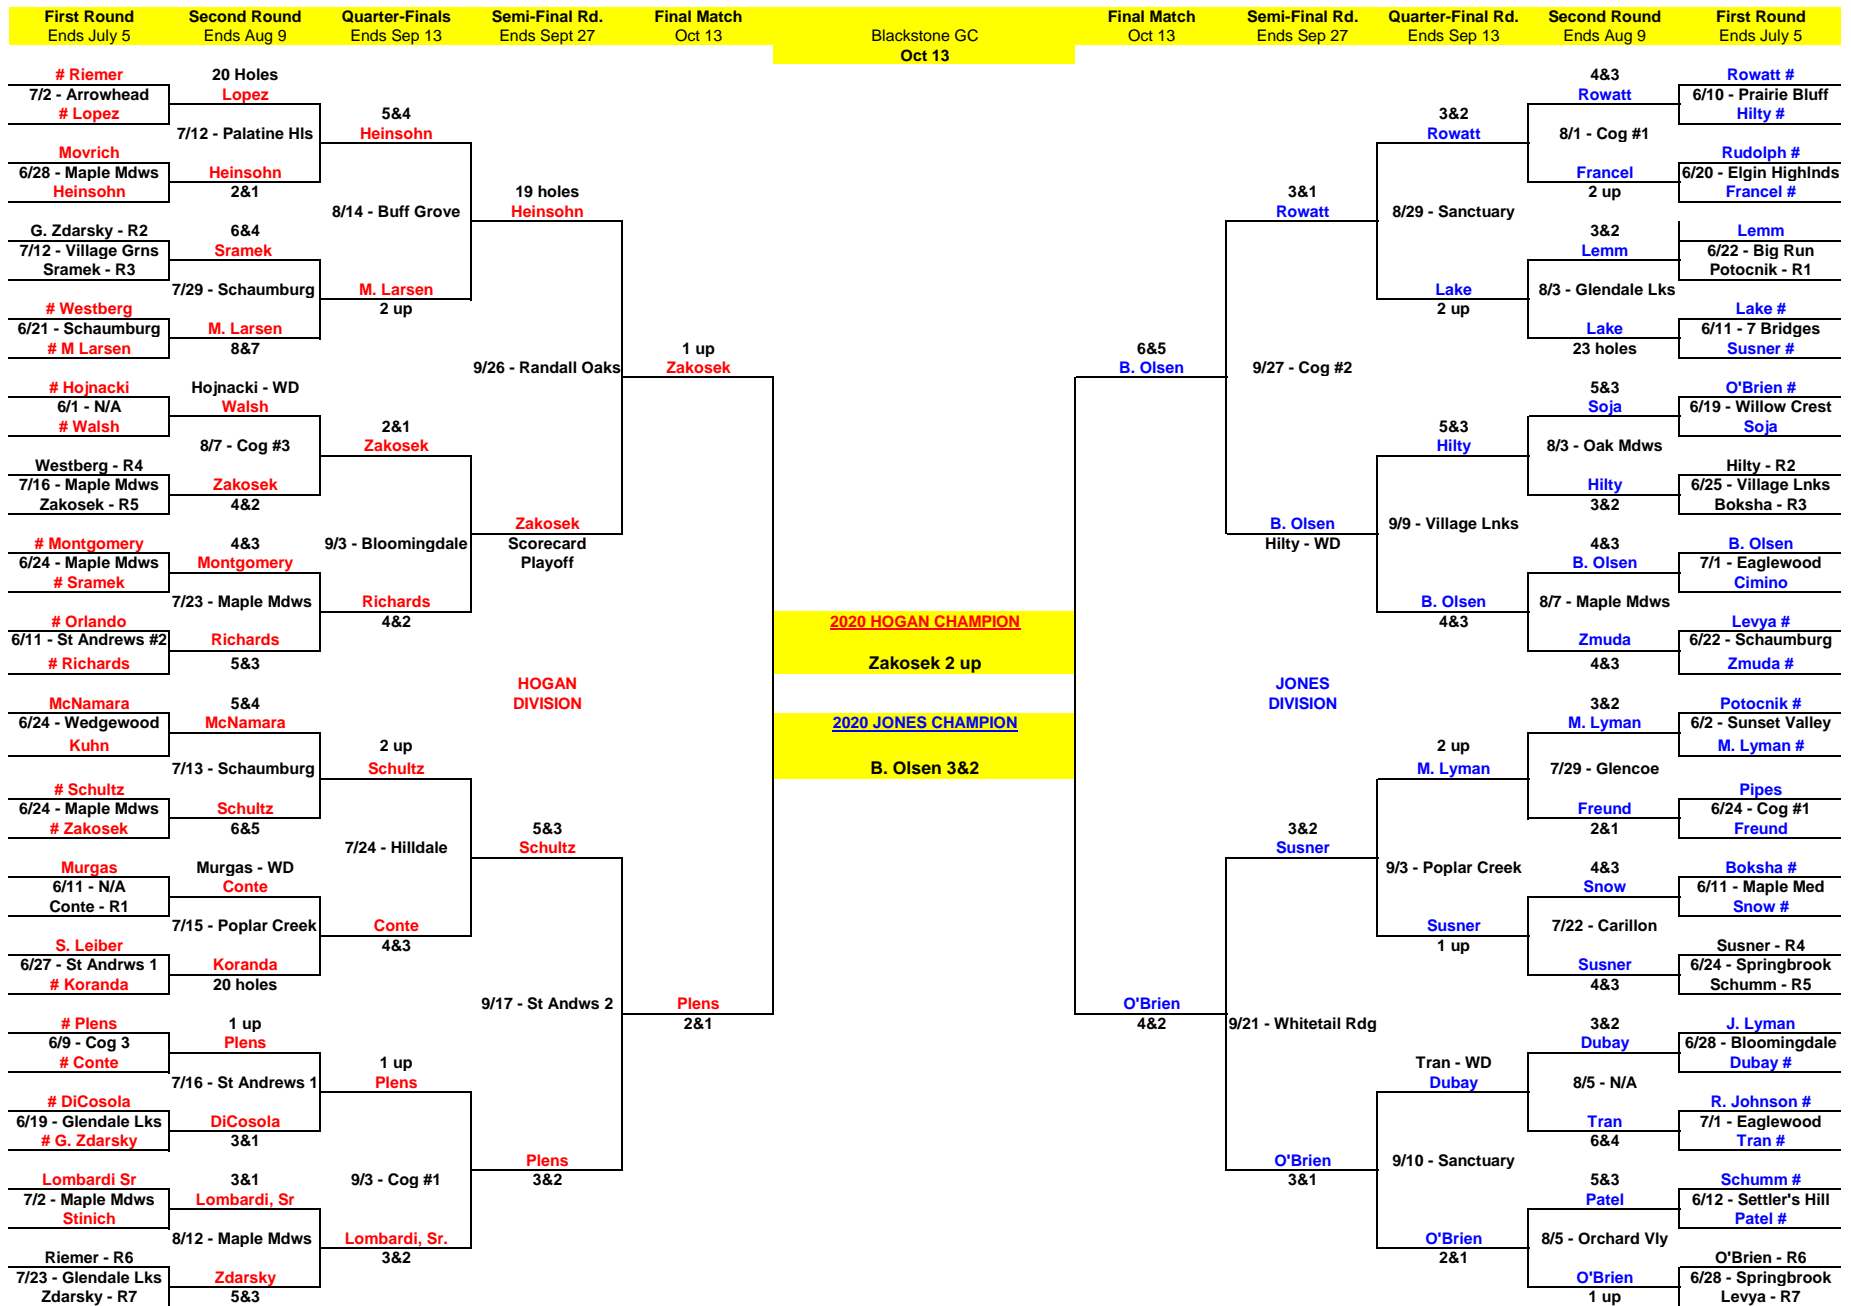 First Round
Ends July 5
Second Round
Ends Aug 9
Quarter-Finals
Ends Sep 13
Semi-Final Rd.
Ends Sept 27
Final Match
Oct 13
Blackstone GC
Oct 13
Final Match
Oct 13
Semi-Final Rd.
Ends Sep 27
Quarter-Final Rd.
Ends Sep 13
Second Round
Ends Aug 9
First Round
Ends July 5
# Riemer
7/2 - Arrowhead
# Lopez
Movrich
6/28 - Maple Mdws
Heinsohn
G. Zdarsky - R2
7/12 - Village Grns
Sramek - R3
# Westberg
6/21 - Schaumburg
# M Larsen
# Hojnacki
6/1 - N/A
# Walsh
Westberg - R4
7/16 - Maple Mdws
Zakosek - R5
# Montgomery
6/24 - Maple Mdws
# Sramek
# Orlando
6/11 - St Andrews #2
# Richards
McNamara
6/24 - Wedgewood
Kuhn
# Schultz
6/24 - Maple Mdws
# Zakosek
Murgas
6/11 - N/A
Conte - R1
S. Leiber
6/27 - St Andrws 1
# Koranda
# Plens
6/9 - Cog 3
# Conte
# DiCosola
6/19 - Glendale Lks
# G. Zdarsky
Lombardi Sr
7/2 - Maple Mdws
Stinich
Riemer - R6
7/23 - Glendale Lks
Zdarsky - R7
20 Holes
Lopez
7/12 - Palatine Hls
Heinsohn
2&1
6&4
Sramek
7/29 - Schaumburg
M. Larsen
8&7
Hojnacki - WD
Walsh
8/7 - Cog #3
Zakosek
4&2
4&3
Montgomery
7/23 - Maple Mdws
Richards
5&3
5&4
McNamara
7/13 - Schaumburg
Schultz
6&5
Murgas - WD
Conte
7/15 - Poplar Creek
Koranda
20 holes
1 up
Plens
7/16 - St Andrews 1
DiCosola
3&1
3&1
Lombardi, Sr
8/12 - Maple Mdws
Zdarsky
5&3
5&4
Heinsohn
8/14 - Buff Grove
M. Larsen
2 up
2&1
Zakosek
9/3 - Bloomingdale
Richards
4&2
2 up
Schultz
7/24 - Hilldale
Conte
4&3
1 up
Plens
9/3 - Cog #1
Lombardi, Sr.
3&2
19 holes
Heinsohn
9/26 - Randall Oaks
Zakosek
Scorecard
Playoff
HOGAN
DIVISION
5&3
Schultz
9/17 - St Andws 2
Plens
3&2
1 up
Zakosek
Plens
2&1
2020 HOGAN CHAMPION
Zakosek 2 up
2020 JONES CHAMPION
B. Olsen 3&2
6&5
B. Olsen
O'Brien
4&2
3&1
Rowatt
9/27 - Cog #2
B. Olsen
Hilty - WD
JONES
DIVISION
3&2
Susner
9/21 - Whitetail Rdg
O'Brien
3&1
3&2
Rowatt
8/29 - Sanctuary
Lake
2 up
5&3
Hilty
9/9 - Village Lnks
B. Olsen
4&3
2 up
M. Lyman
9/3 - Poplar Creek
Susner
1 up
Tran - WD
Dubay
9/10 - Sanctuary
O'Brien
2&1
4&3
Rowatt
8/1 - Cog #1
Francel
2 up
3&2
Lemm
8/3 - Glendale Lks
Lake
23 holes
5&3
Soja
8/3 - Oak Mdws
Hilty
3&2
4&3
B. Olsen
8/7 - Maple Mdws
Zmuda
4&3
3&2
M. Lyman
7/29 - Glencoe
Freund
2&1
4&3
Snow
7/22 - Carillon
Susner
4&3
3&2
Dubay
8/5 - N/A
Tran
6&4
5&3
Patel
8/5 - Orchard Vly
O'Brien
1 up
Rowatt #
6/10 - Prairie Bluff
Hilty #
Rudolph #
6/20 - Elgin Highlnds
Francel #
Lemm
6/22 - Big Run
Potocnik - R1
Lake #
6/11 - 7 Bridges
Susner #
O'Brien #
6/19 - Willow Crest
Soja
Hilty - R2
6/25 - Village Lnks
Boksha - R3
B. Olsen
7/1 - Eaglewood
Cimino
Levya #
6/22 - Schaumburg
Zmuda #
Potocnik #
6/2 - Sunset Valley
M. Lyman #
Pipes
6/24 - Cog #1
Freund
Boksha #
6/11 - Maple Med
Snow #
Susner - R4
6/24 - Springbrook
Schumm - R5
J. Lyman
6/28 - Bloomingdale
Dubay #
R. Johnson #
7/1 - Eaglewood
Tran #
Schumm #
6/12 - Settler's Hill
Patel #
O'Brien - R6
6/28 - Springbrook
Levya - R7